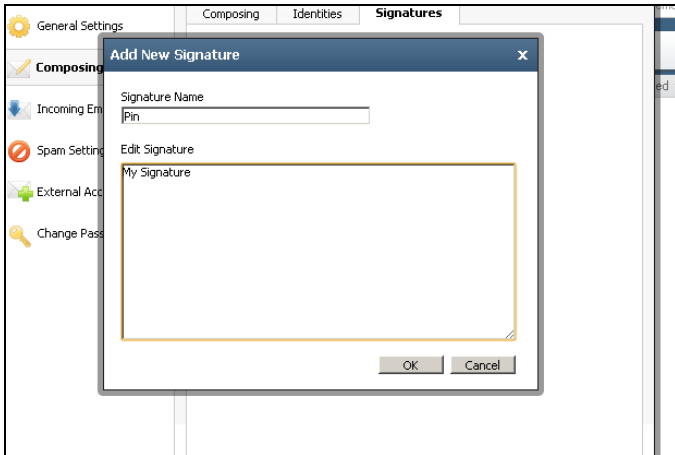 General Settings
Composing Identities Signatures
Composing
Add New Signature x
Incoming Em
Signature Name
Pin
Spam Setting
Edit Signature
My Signature
External Acc
Change Pass
OK Cancel
ed